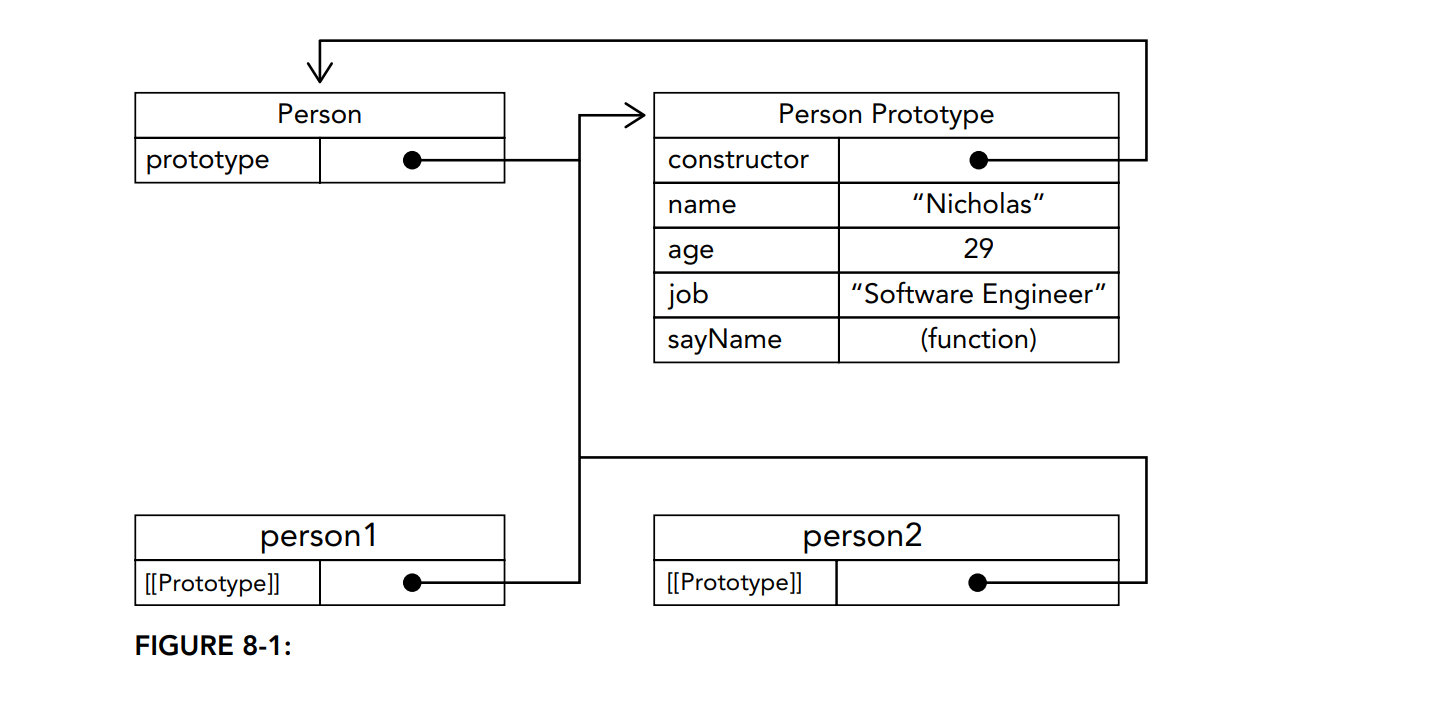 Person
prototype
Person Prototype
constructor
name “Nicholas”
age 29
job “Software Engineer”
sayName (function)
person1
[[Prototype]]
person2
[[Prototype]]
FIGURE 8-1: